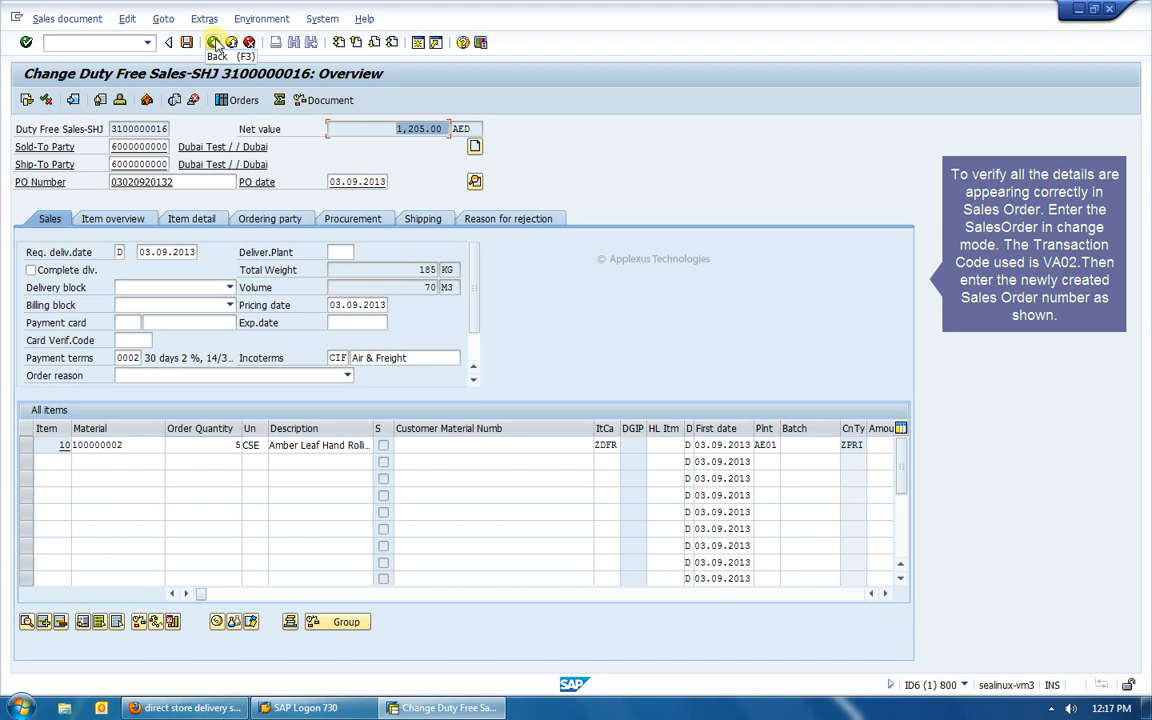 Sales document Edit Goto Extras Environment System Help
Back (F3)
Change Duty Free Sales-SHJ 3100000016: Overview
Orders Document
Duty Free Sales-SHJ 3100000016 Net value 1,205.00 AED
Sold-To Party 6000000000 Dubai Test / / Dubai
Ship-To Party 6000000000 Dubai Test / / Dubai
PO Number 03020920132 PO date 03.09.2013
Sales Item overview Item detail Ordering party Procurement Shipping Reason for rejection
Req. deliv.date D 03.09.2013 Deliver.Plant
Complete dlv. Total Weight 185 KG
Delivery block Volume 70 M3
Billing block Pricing date 03.09.2013
Payment card Exp.date
Card Verif.Code
Payment terms 0002 30 days 2 %, 14/3... Incoterms CIF Air & Freight
Order reason
© Applexus Technologies
To verify all the details are
appearing correctly in
Sales Order. Enter the
SalesOrder in change
mode. The Transaction
Code used is VA02.Then
enter the newly created
Sales Order number as
shown.
All items
Item Material Order Quantity Un Description S Customer Material Numb ItCa DGIP HL Itm D First date Plnt Batch CnTy Amou
10 100000002 5 CSE Amber Leaf Hand Rolli... ZDFR D 03.09.2013 AE01 ZPRI
D 03.09.2013
D 03.09.2013
D 03.09.2013
D 03.09.2013
D 03.09.2013
D 03.09.2013
D 03.09.2013
D 03.09.2013
Group
SAP ID6 (1) 800 sealinux-vm3 INS
direct store delivery s... SAP Logon 730 Change Duty Free Sa... 12:17 PM